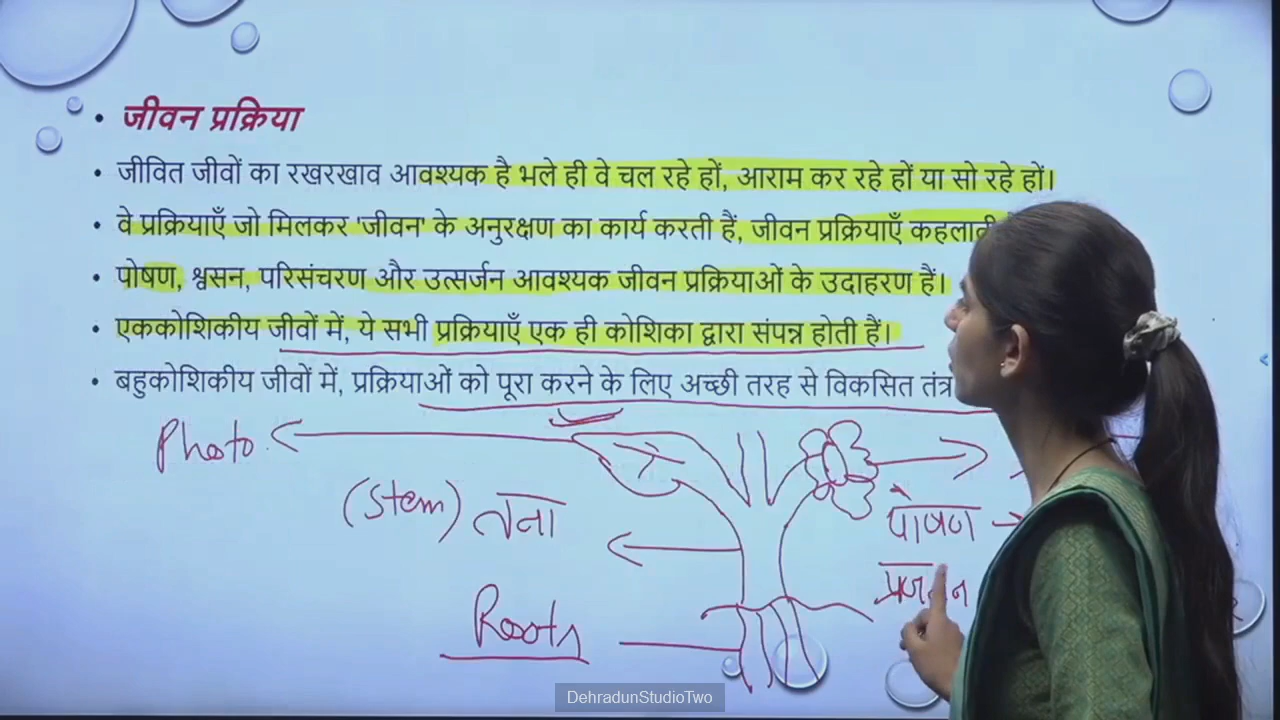 जीवन प्रक्रिया
जीवित जीवों का रखरखाव आवश्यक है भले ही वे चल रहे हों, आराम कर रहे हों या सो रहे हों।
वे प्रक्रियाएँ जो मिलकर 'जीवन' के अनुरक्षण का कार्य करती हैं, जीवन प्रक्रियाएँ कहलाती
पोषण, श्वसन, परिसंचरण और उत्सर्जन आवश्यक जीवन प्रक्रियाओं के उदाहरण हैं।
एककोशिकीय जीवों में, ये सभी प्रक्रियाएँ एक ही कोशिका द्वारा संपन्न होती हैं।
बहुकोशिकीय जीवों में, प्रक्रियाओं को पूरा करने के लिए अच्छी तरह से विकसित तंत्र
Photo
(Stem) तना
पोषण
प्रजनन
Roots
DehradunStudioTwo